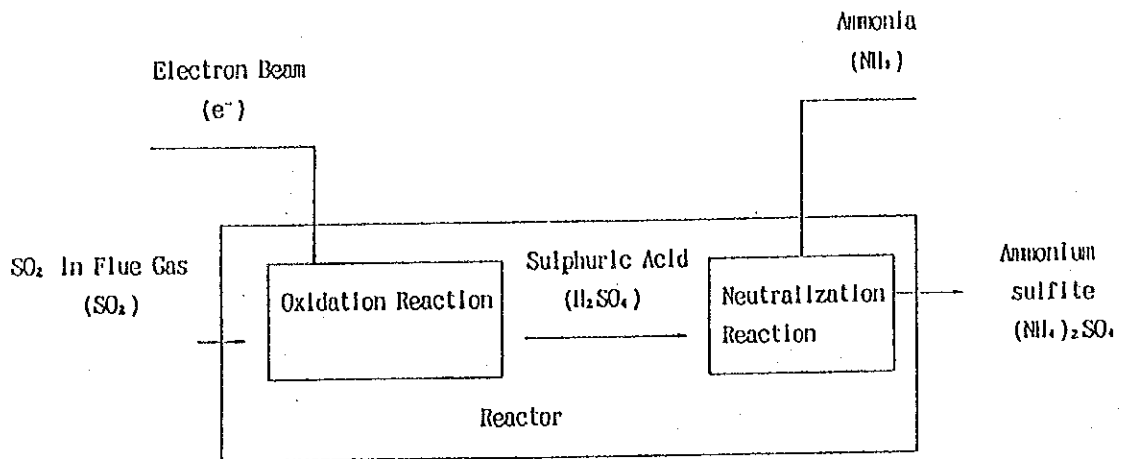 Ammonia
(NH₃)
Electron Beam
(e⁻)
SO₂ In Flue Gas
(SO₂)
Oxidation Reaction
Sulphuric Acid
(H₂SO₄)
Neutralization
Reaction
Ammonium
sulfite
(NH₄)₂SO₄
Reactor